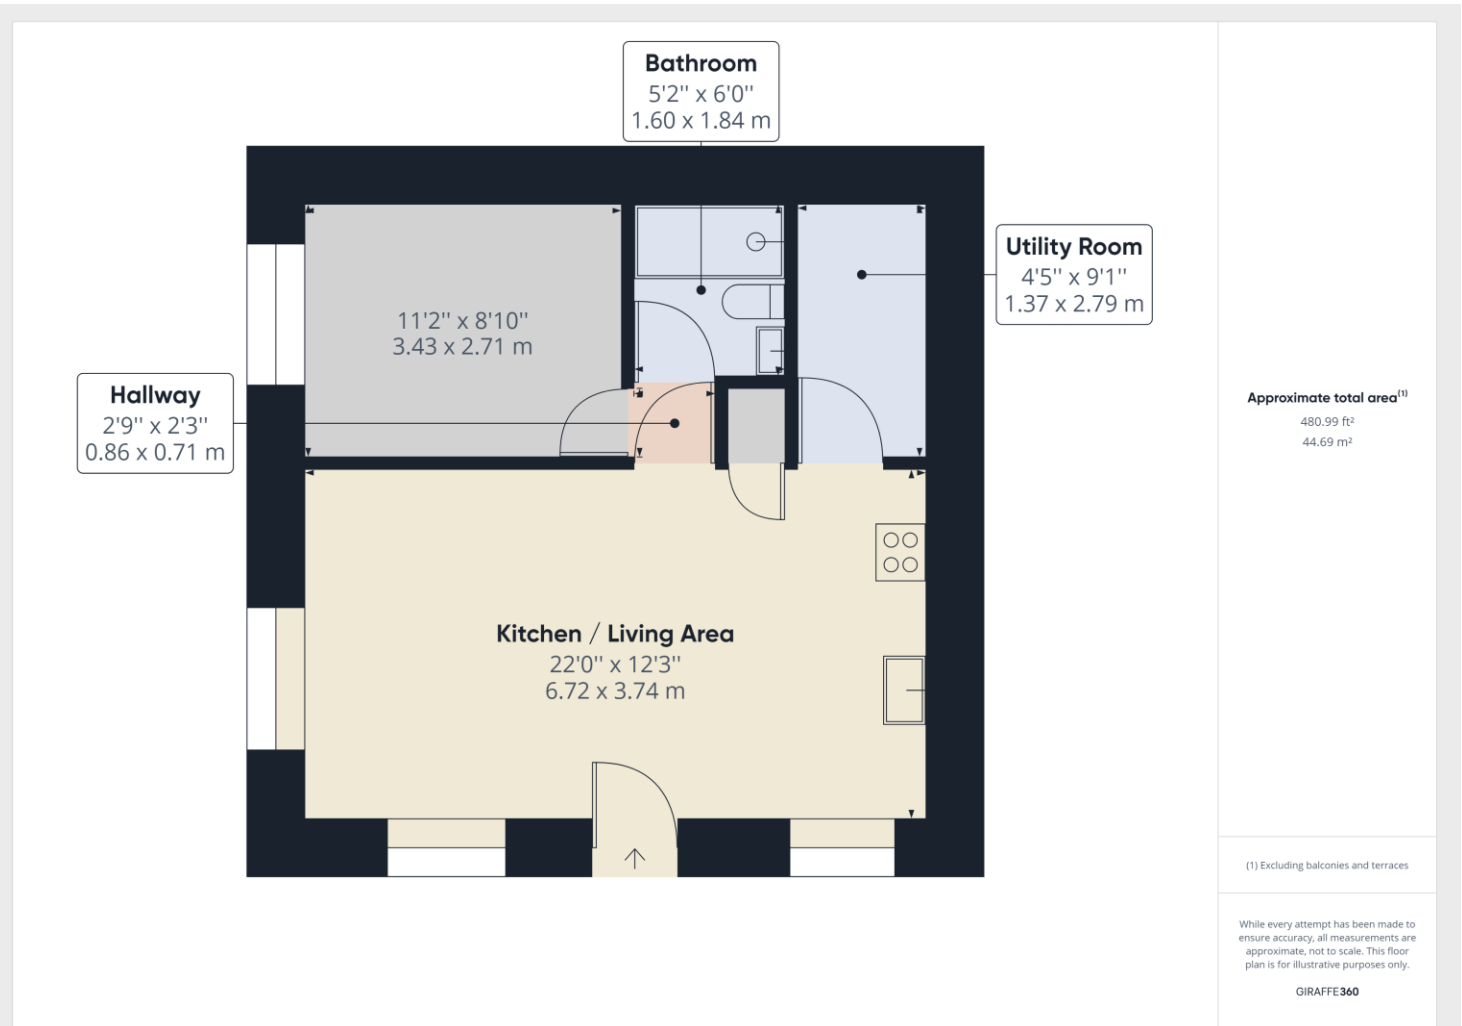 Bathroom
5'2'' x 6'0''
1.60 x 1.84 m
Utility Room
4'5'' x 9'1''
1.37 x 2.79 m
11'2'' x 8'10''
3.43 x 2.71 m
Hallway
2'9'' x 2'3''
0.86 x 0.71 m
Kitchen / Living Area
22'0'' x 12'3''
6.72 x 3.74 m
Approximate total area(1)
480.99 ft²
44.69 m²
(1) Excluding balconies and terraces
While every attempt has been made to
ensure accuracy, all measurements are
approximate, not to scale. This floor
plan is for illustrative purposes only.
GIRAFFE360